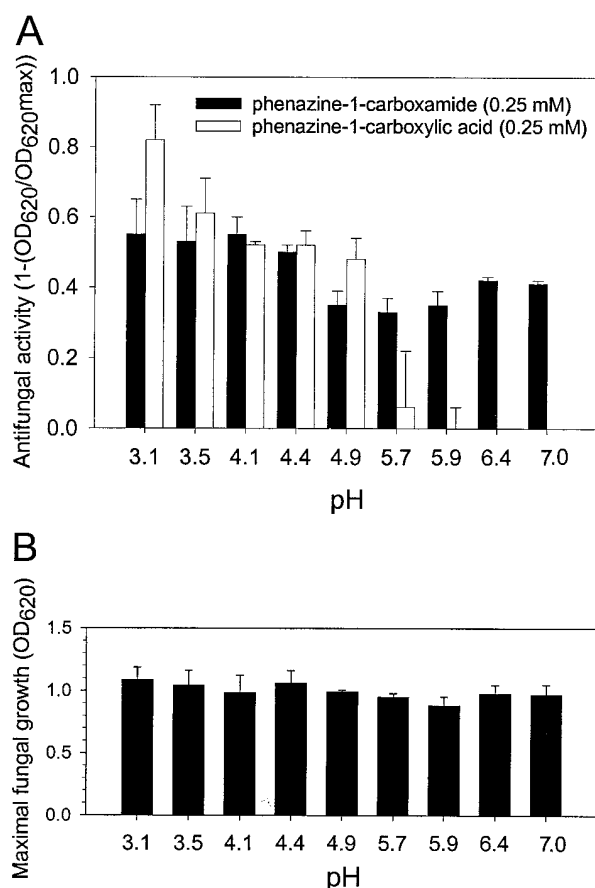 A
Antifungal activity (1-(OD620/OD620max))
1.0
0.8
0.6
0.4
0.2
0.0
phenazine-1-carboxamide (0.25 mM)
phenazine-1-carboxylic acid (0.25 mM)
3.1 3.5 4.1 4.4 4.9 5.7 5.9 6.4 7.0
pH
B
Maximal fungal growth (OD620)
1.5
1.0
0.5
0.0
3.1 3.5 4.1 4.4 4.9 5.7 5.9 6.4 7.0
pH